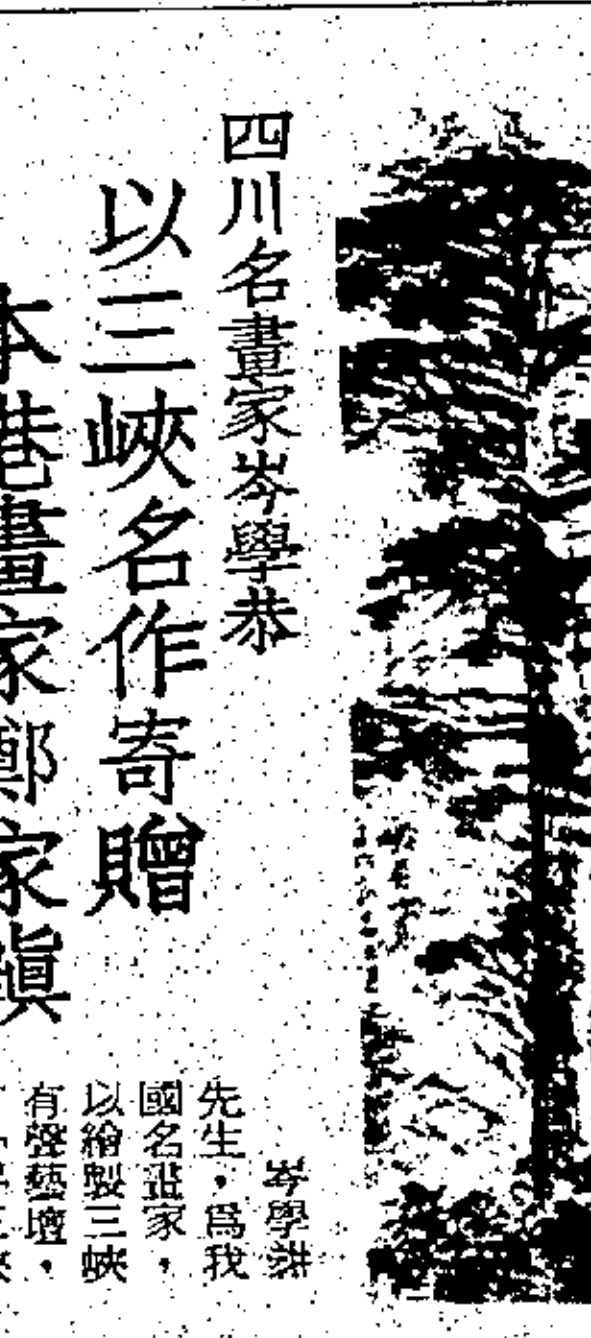 四川名畫家岑學恭
以三峽名作寄贈
本港畫家鄭家鎮
岑學恭
先生，爲我
國名畫家，
以繪製三峽
有聲藝壇，